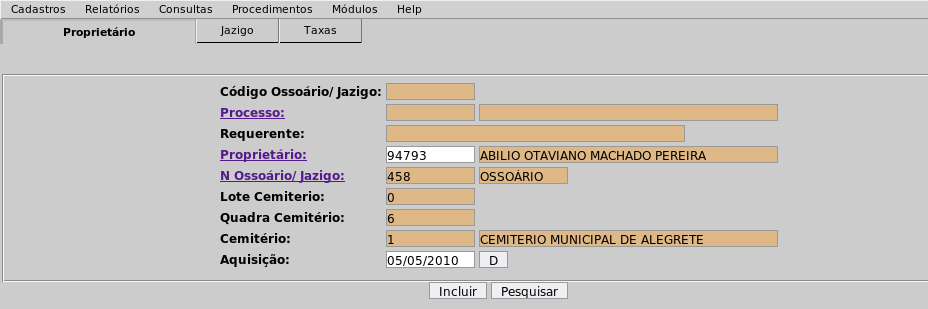 Cadastros Relatórios Consultas Procedimentos Módulos Help
Proprietário Jazigo Taxas
Código Ossoário/ Jazigo:
Processo:
Requerente:
Proprietário: 94793 ABILIO OTAVIANO MACHADO PEREIRA
N Ossoário/ Jazigo: 458 OSSOÁRIO
Lote Cemiterio: 0
Quadra Cemitério: 6
Cemitério: 1 CEMITERIO MUNICIPAL DE ALEGRETE
Aquisição: 05/05/2010 D
Incluir Pesquisar